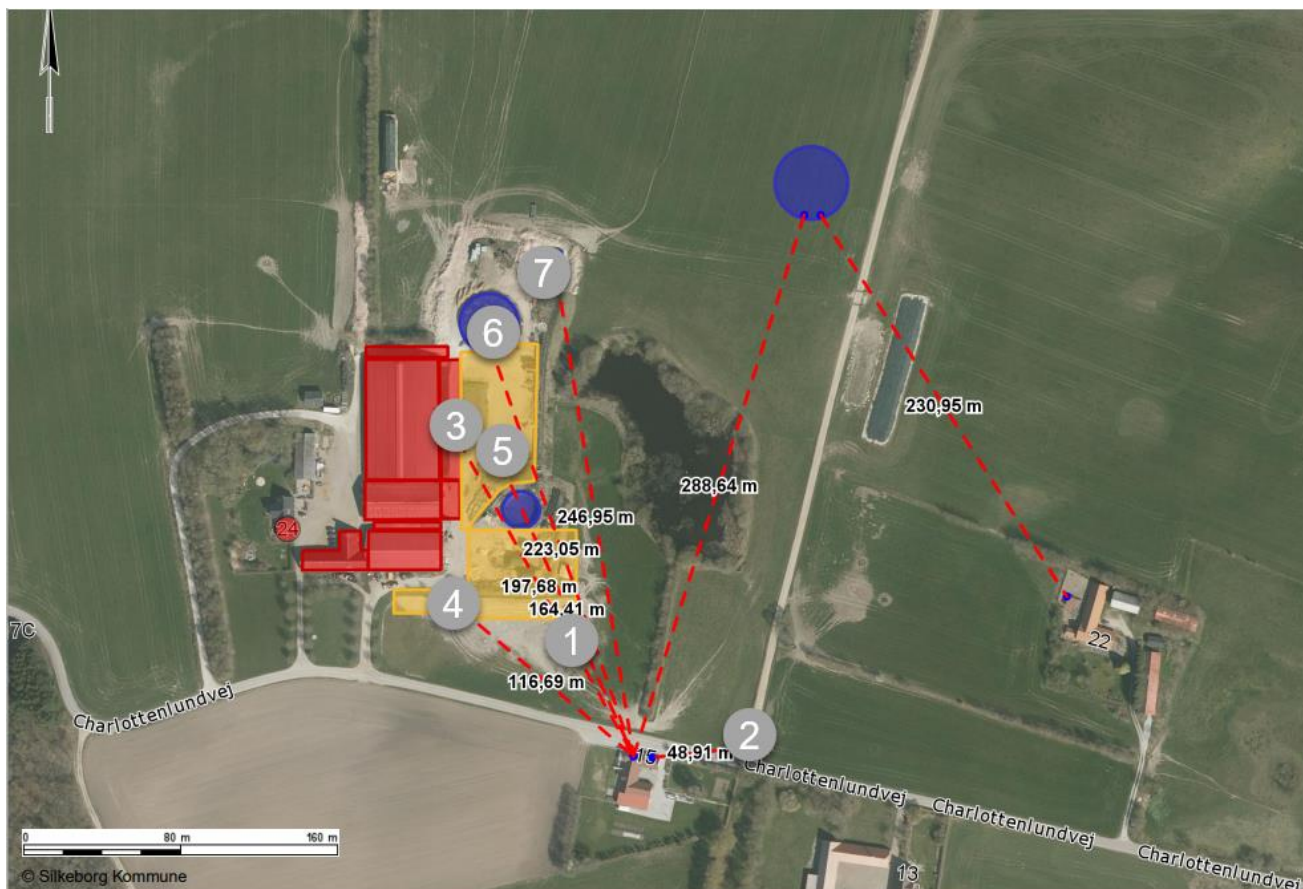 7
6
230,95 m
3
5
288,64 m
246,95 m
24
223,05 m
197,68 m
4
164,41 m
7C
1
22
116,69 m
Charlottenlundvej
2
15
48,91 m
Charlottenlundvej
Charlottenlundvej
Charlottenlundvej
0 80 m 160 m
13
© Silkeborg Kommune